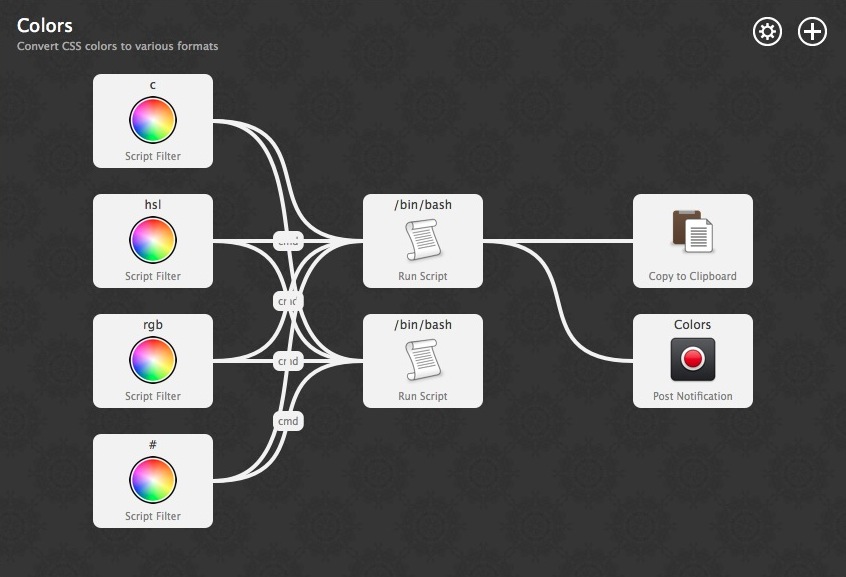 Colors
Convert CSS colors to various formats
c
Script Filter
hsl
Script Filter
rgb
Script Filter
#
Script Filter
cmd
cmd
cmd
cmd
/bin/bash
Run Script
/bin/bash
Run Script
Copy to Clipboard
Colors
Post Notification